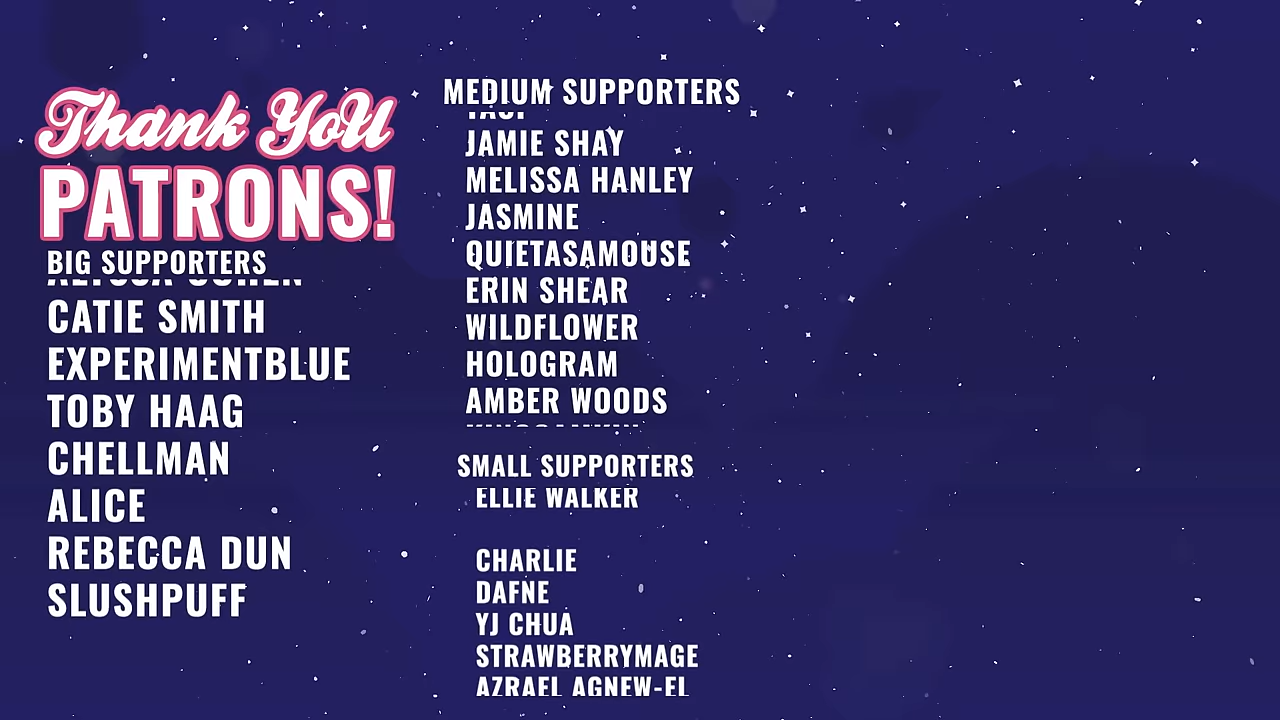 Thank You
PATRONS!
BIG SUPPORTERS
ALYSSA COHEN
CATIE SMITH
EXPERIMENTBLUE
TOBY HAAG
CHELLMAN
ALICE
REBECCA DUN
SLUSHPUFF
MEDIUM SUPPORTERS
JAMIE SHAY
MELISSA HANLEY
JASMINE
QUIETASAMOUSE
ERIN SHEAR
WILDFLOWER
HOLOGRAM
AMBER WOODS
SMALL SUPPORTERS
ELLIE WALKER
CHARLIE
DAFNE
YJ CHUA
STRAWBERRYMAGE
AZRAEL AGNEW-EL